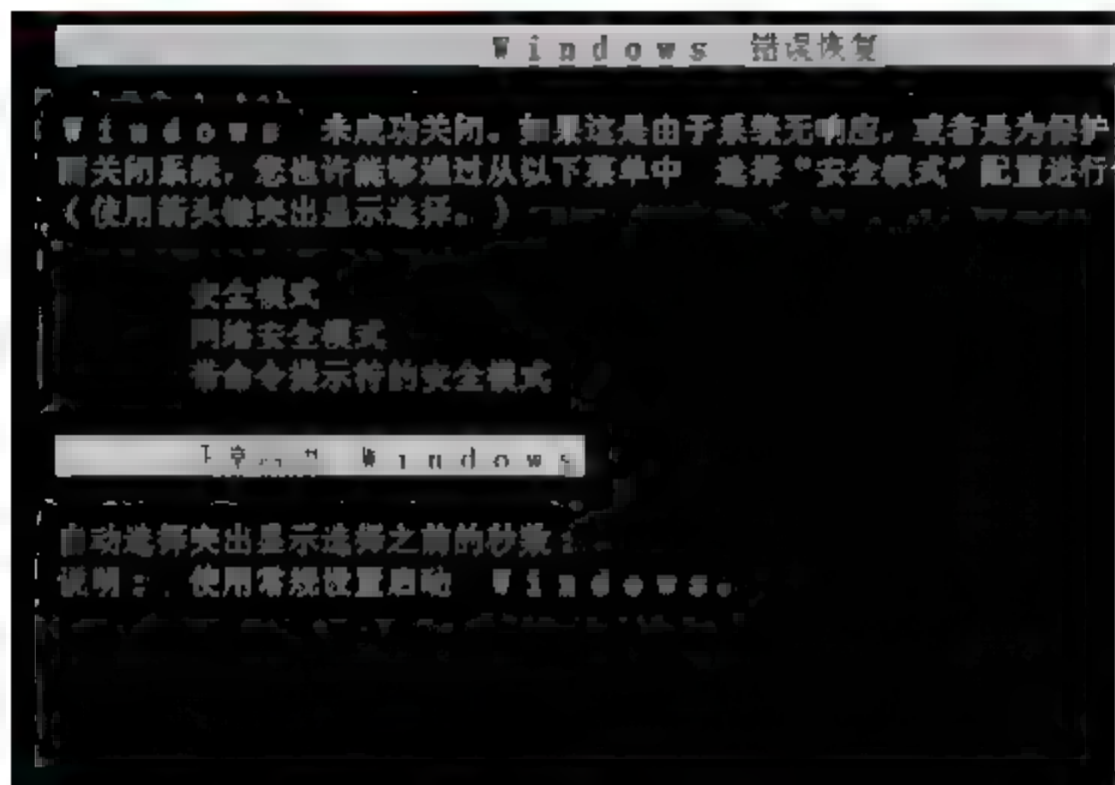 Windows 错误恢复
Windows 未成功关闭。如果这是由于系统无响应，或者是为保护
而关闭系统，您也许能够通过从以下菜单中 选择“安全模式”配置进行
（使用箭头键突出显示选择。）
安全模式
网络安全模式
带命令提示符的安全模式
Windows
自动选择突出显示选择之前的秒数：
说明： 使用常规设置启动 Windows。